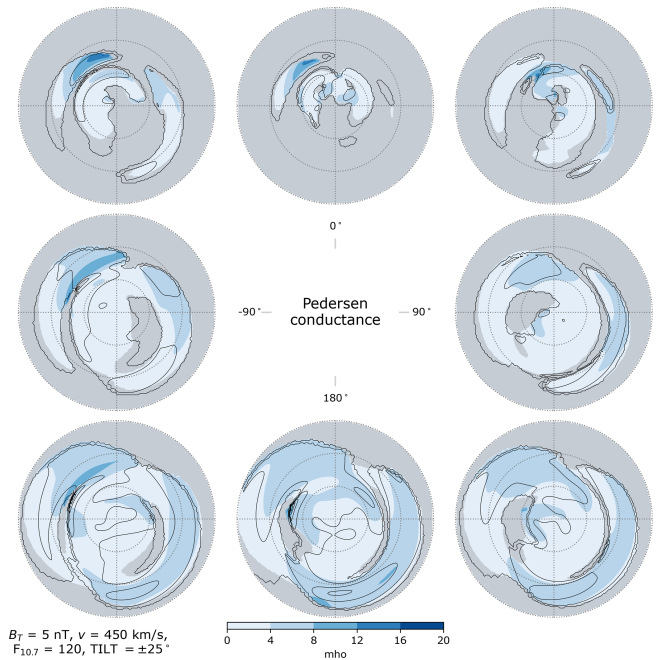 0°
-90°
Pedersen
conductance
90°
180°
B_T = 5 nT, v = 450 km/s,
F_10.7 = 120, TILT = ±25°
0 4 8 12 16 20
mho